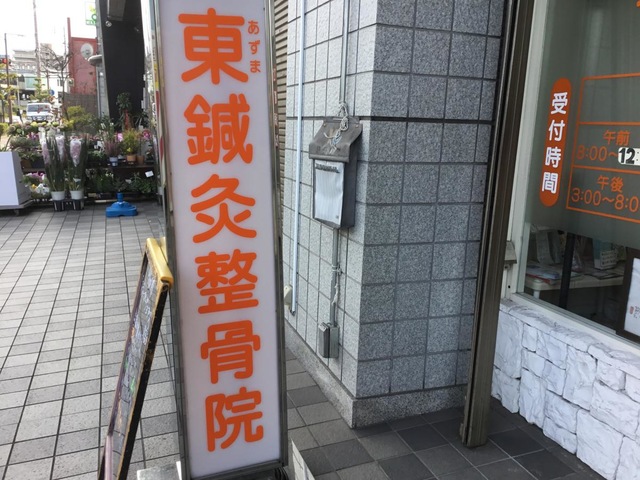 東鍼灸整骨院
あずま
受付時間
午前
8:00〜12:
午後
3:00〜8:0